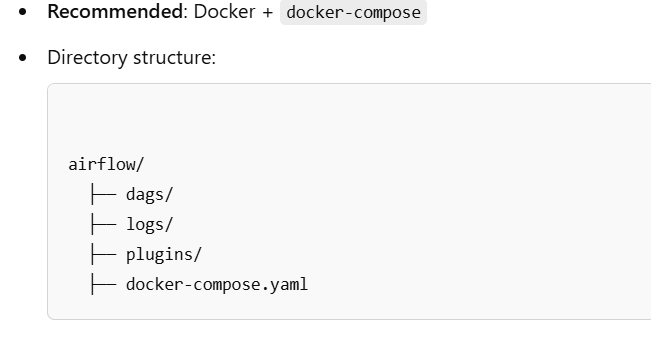 • Recommended: Docker + docker-compose
• Directory structure:
airflow/
├── dags/
├── logs/
├── plugins/
├── docker-compose.yaml